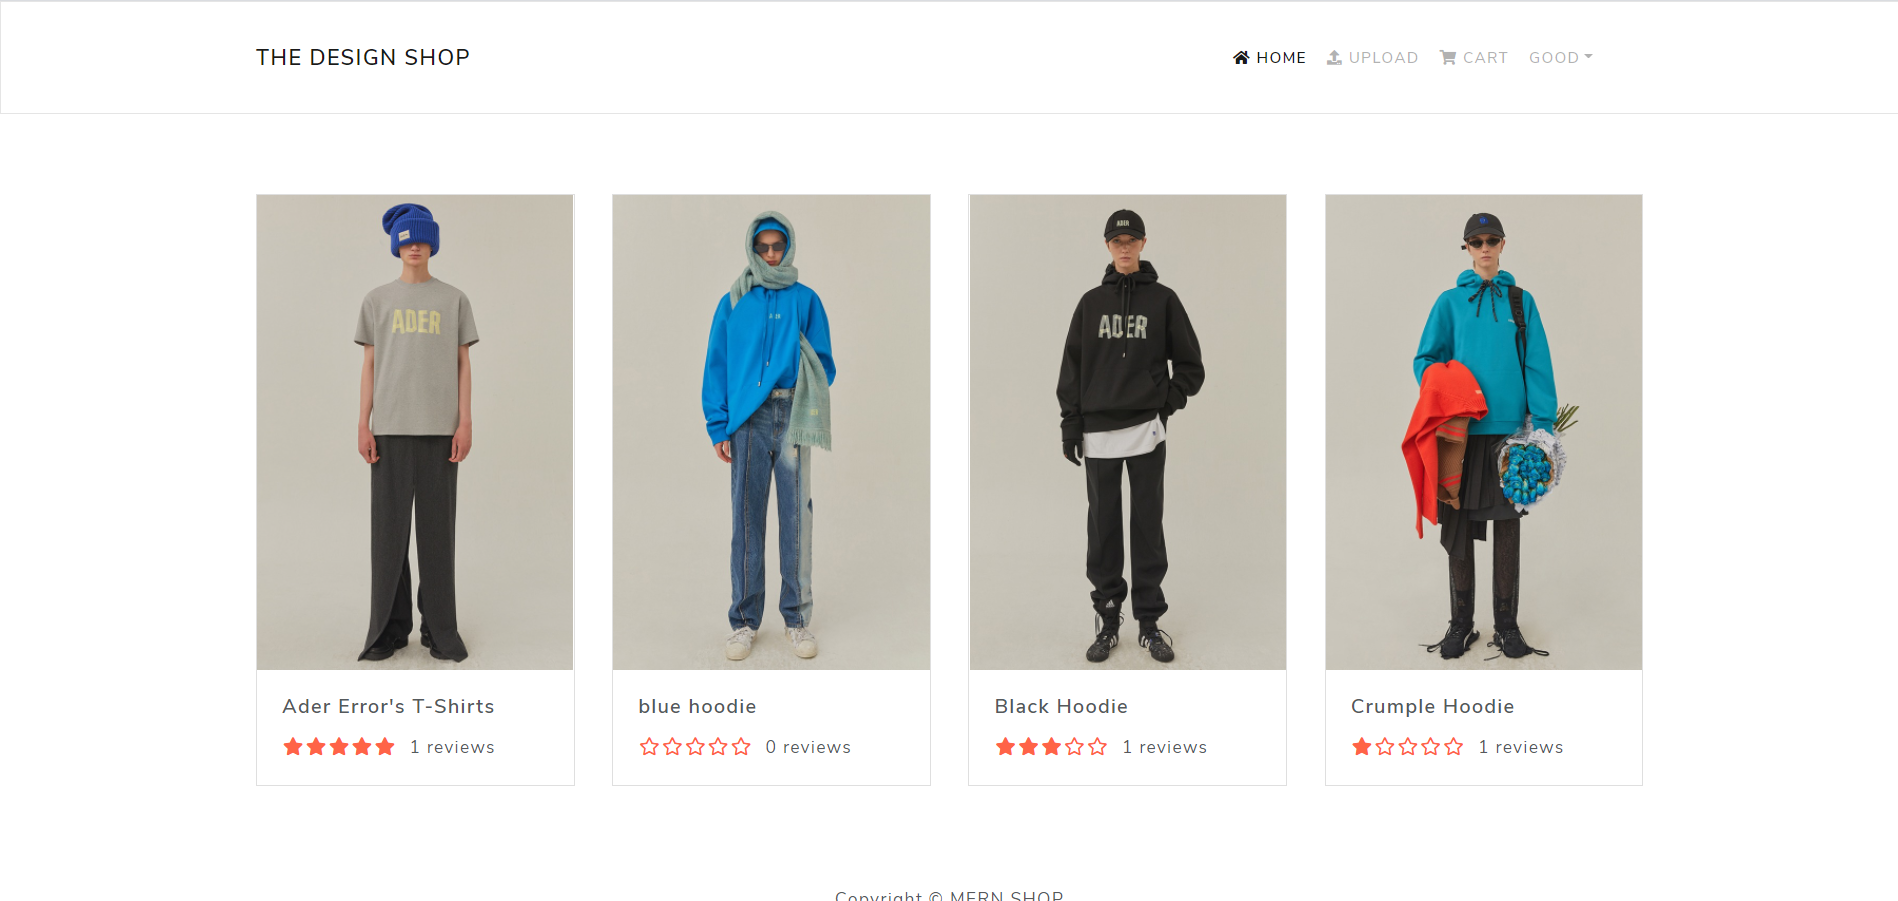 THE DESIGN SHOP
HOME UPLOAD CART GOOD
ADER
ADER
ADER
Ader Error's T-Shirts
1 reviews
blue hoodie
0 reviews
Black Hoodie
1 reviews
Crumple Hoodie
1 reviews
Copyright © MERN SHOP